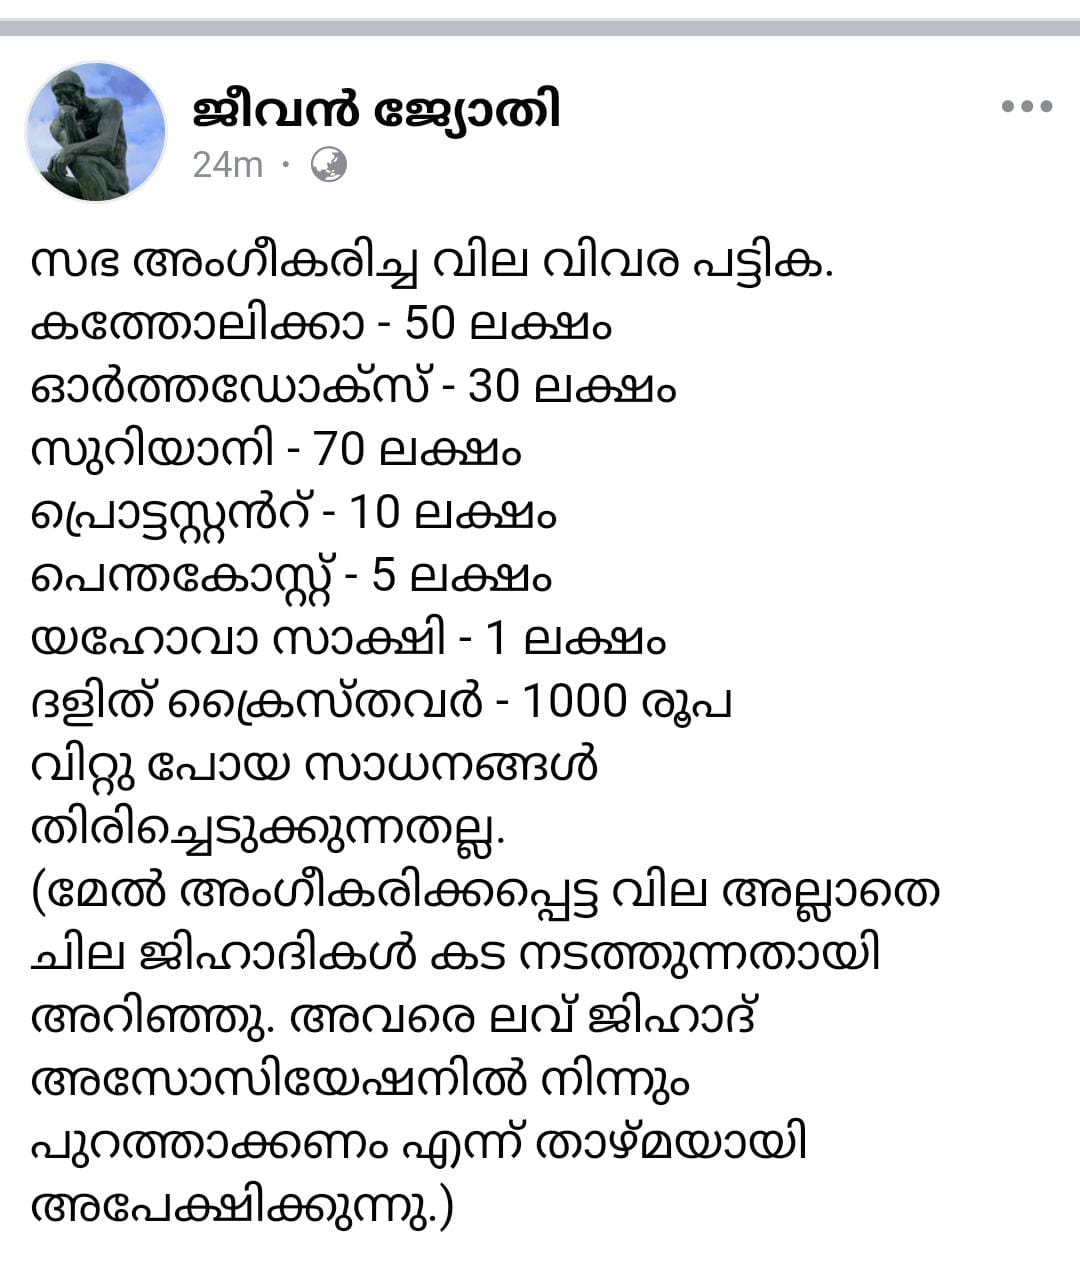 ജീവൻ ജ്യോതി
24m ·
സഭ അംഗീകരിച്ച വില വിവര പട്ടിക.
കത്തോലിക്കാ - 50 ലക്ഷം
ഓർത്തഡോക്സ് - 30 ലക്ഷം
സുറിയാനി - 70 ലക്ഷം
പ്രൊട്ടസ്റ്റൻറ് - 10 ലക്ഷം
പെന്തകോസ്റ്റ് - 5 ലക്ഷം
യഹോവാ സാക്ഷി - 1 ലക്ഷം
ദളിത് ക്രൈസ്തവർ - 1000 രൂപ
വിറ്റു പോയ സാധനങ്ങൾ
തിരിച്ചെടുക്കുന്നതല്ല.
(മേൽ അംഗീകരിക്കപ്പെട്ട വില അല്ലാതെ
ചില ജിഹാദികൾ കട നടത്തുന്നതായി
അറിഞ്ഞു. അവരെ ലവ് ജിഹാദ്
അസോസിയേഷനിൽ നിന്നും
പുറത്താക്കണം എന്ന് താഴ്മയായി
അപേക്ഷിക്കുന്നു.)